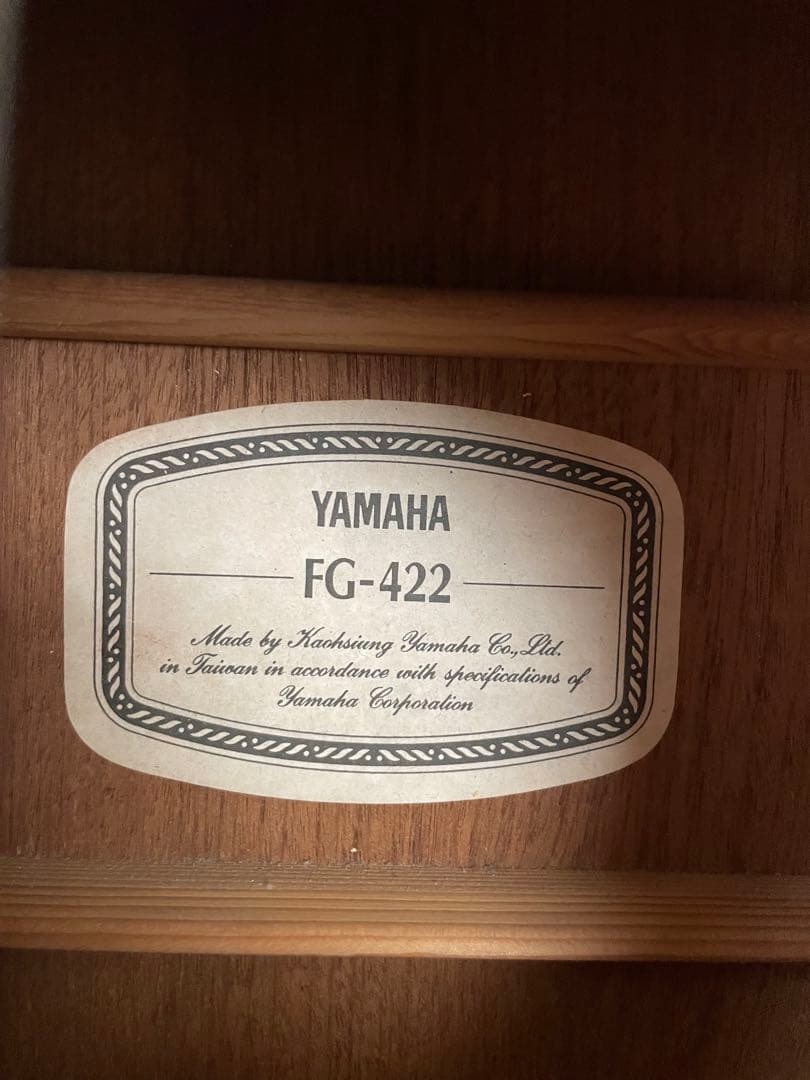 YAMAHA
FG-422
Made by Kaohsiung Yamaha Co., Ltd.
in Taiwan in accordance with specifications of
Yamaha Corporation